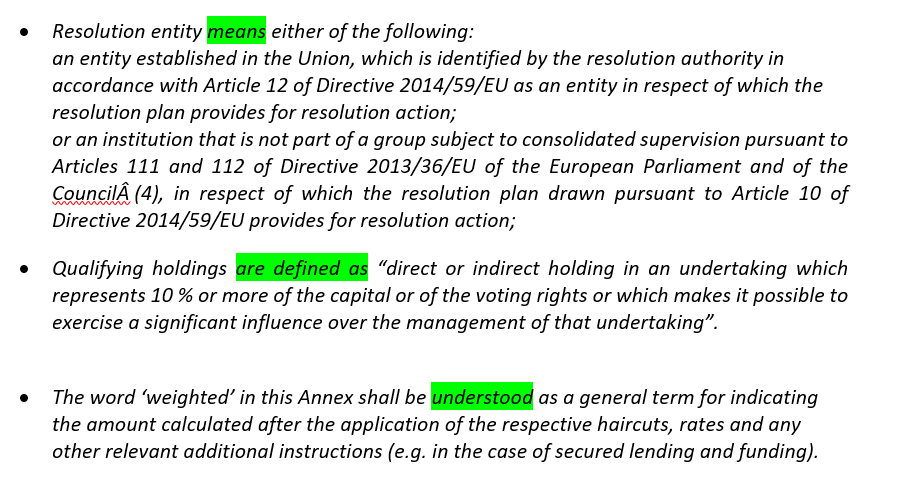 • Resolution entity means either of the following:
an entity established in the Union, which is identified by the resolution authority in
accordance with Article 12 of Directive 2014/59/EU as an entity in respect of which the
resolution plan provides for resolution action;
or an institution that is not part of a group subject to consolidated supervision pursuant to
Articles 111 and 112 of Directive 2013/36/EU of the European Parliament and of the
CouncilÂ (4), in respect of which the resolution plan drawn pursuant to Article 10 of
Directive 2014/59/EU provides for resolution action;
• Qualifying holdings are defined as “direct or indirect holding in an undertaking which
represents 10 % or more of the capital or of the voting rights or which makes it possible to
exercise a significant influence over the management of that undertaking”.
• The word ‘weighted’ in this Annex shall be understood as a general term for indicating
the amount calculated after the application of the respective haircuts, rates and any
other relevant additional instructions (e.g. in the case of secured lending and funding).